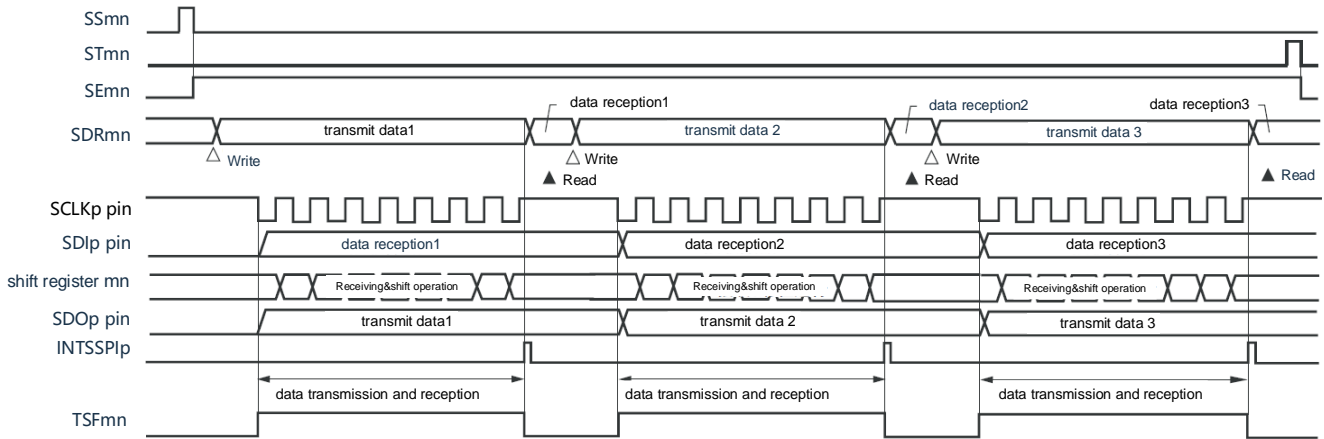 SSmn
STmn
SEmn
data reception1
data reception2
data reception3
SDRmn
transmit data1
transmit data 2
transmit data 3
Write
Write
Write
Read
Read
Read
SCLKp pin
SDIp pin
data reception1
data reception2
data reception3
shift register mn
Receiving&shift operation
Receiving&shift operation
Receiving&shift operation
SDOp pin
transmit data1
transmit data 2
transmit data 3
INTSSPIp
data transmission and reception
data transmission and reception
data transmission and reception
TSFmn